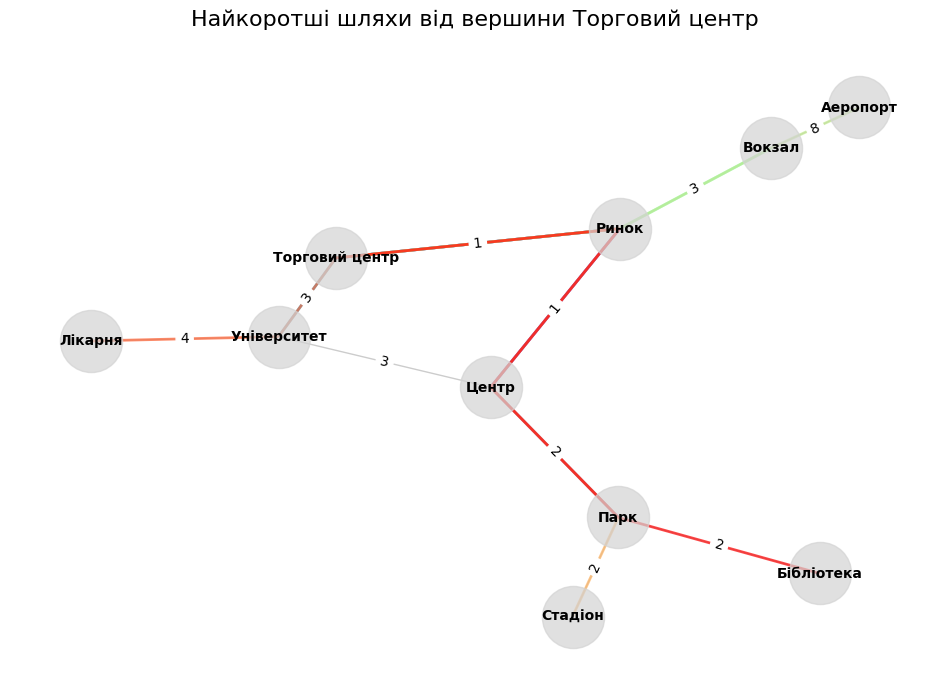 Найкоротші шляхи від вершини Торговий центр
Аеропорт
8
Вокзал
3
Ринок
1
Торговий центр
3
1
Лікарня
4
Університет
3
Центр
2
Парк
2
2
Бібліотека
Стадіон